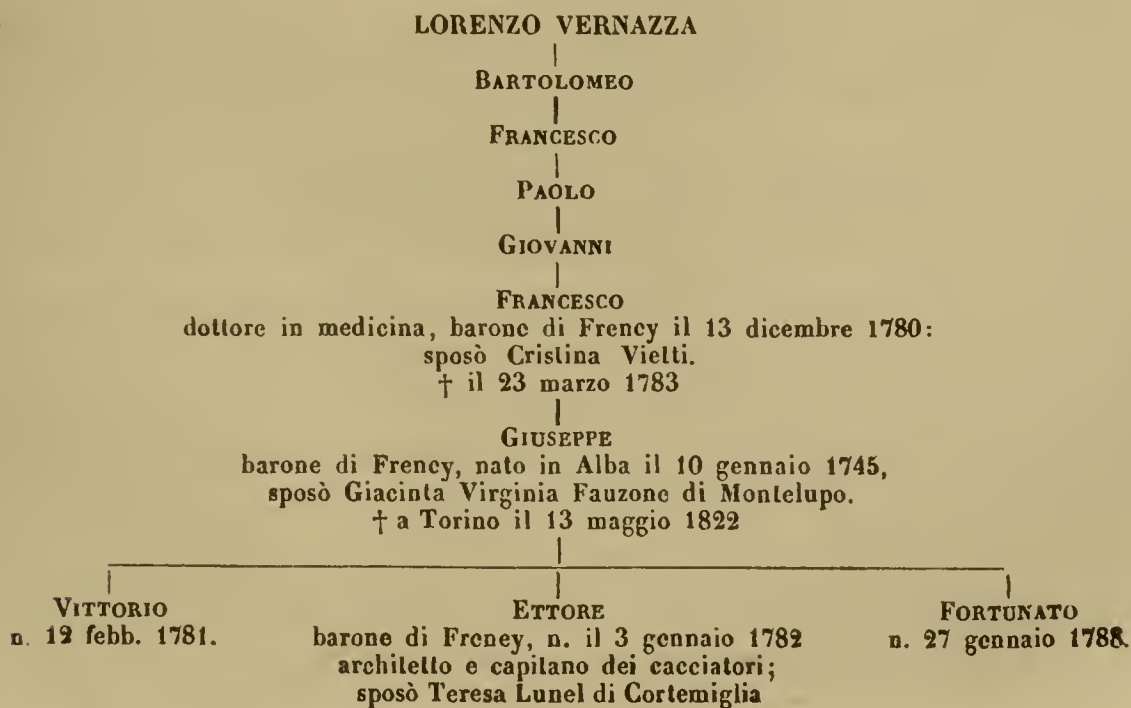 LORENZO VERNAZZA
BARTOLOMEO
FRANCESCO
PAOLO
GIOVANNI
FRANCESCO
dottore in medicina, barone di Freney il 13 dicembre 1780:
sposò Cristina Vietti.
† il 23 marzo 1783
GIUSEPPE
barone di Freney, nato in Alba il 10 gennaio 1745,
sposò Giacinta Virginia Fauzone di Montelupo.
† a Torino il 13 maggio 1822
VITTORIO
n. 12 febb. 1781.
ETTORE
barone di Freney, n. il 3 gennaio 1782
architetto e capitano dei cacciatori;
sposò Teresa Lunel di Cortemiglia
FORTUNATO
n. 27 gennaio 1788.